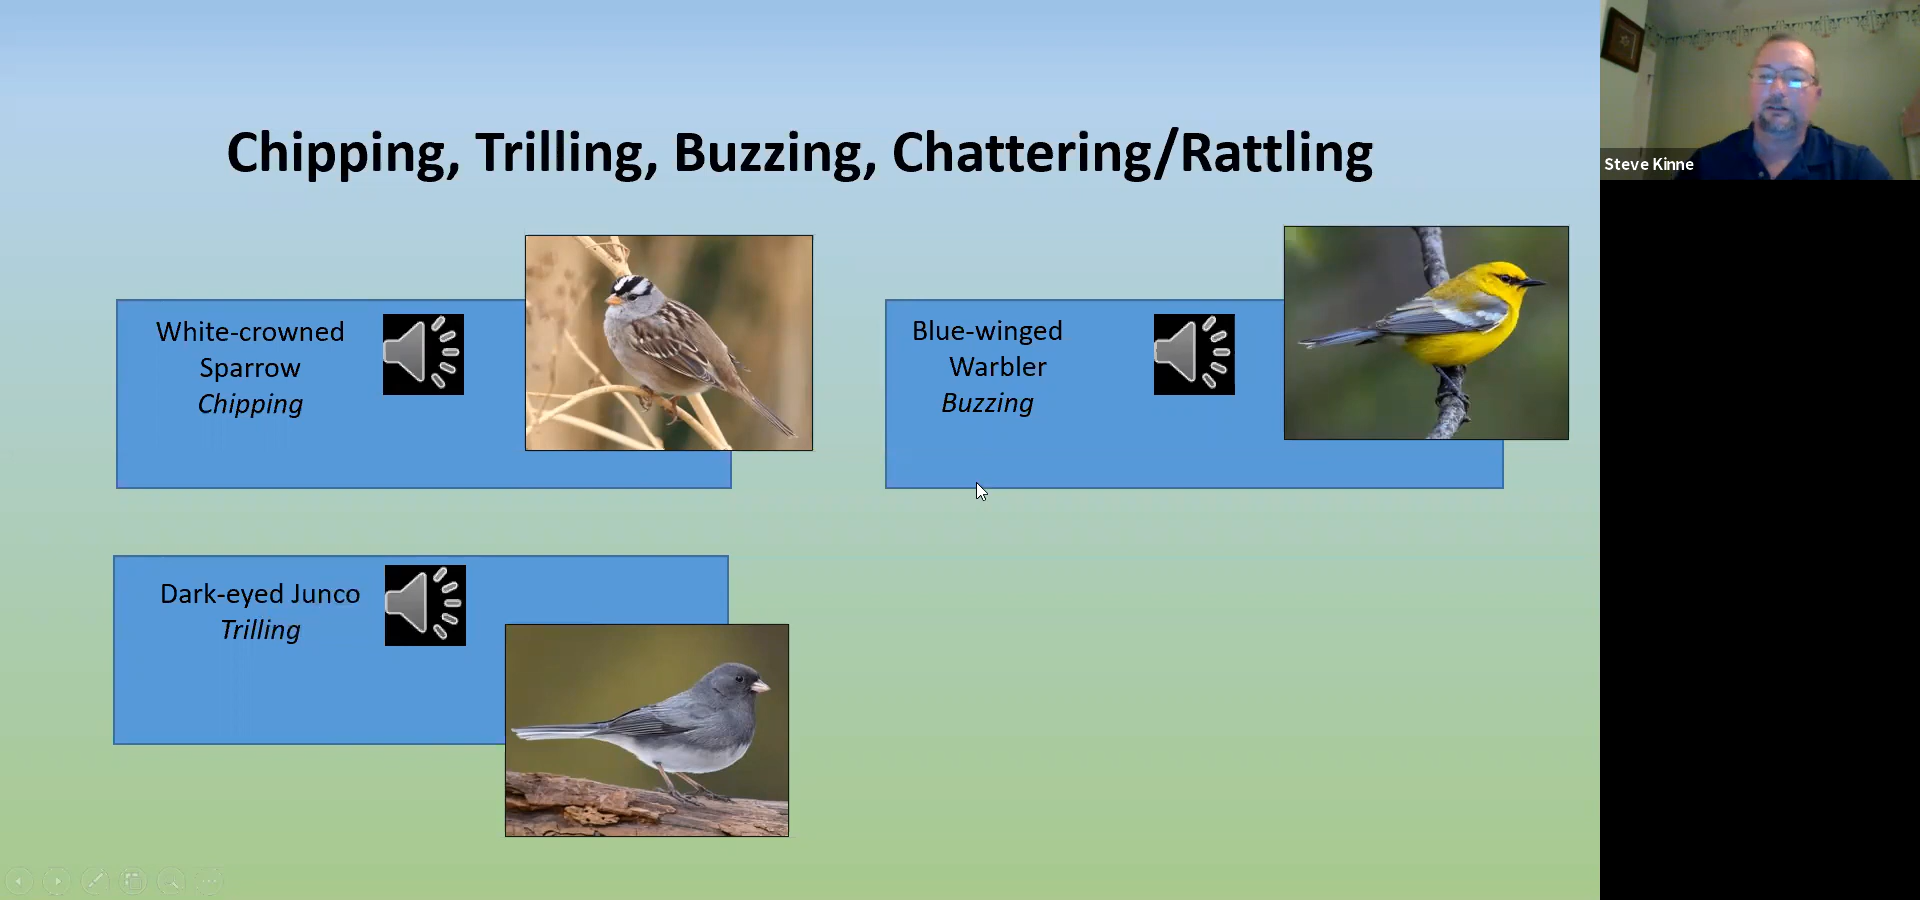 Chipping, Trilling, Buzzing, Chattering/Rattling
White-crowned
Sparrow
Chipping
Blue-winged
Warbler
Buzzing
Dark-eyed Junco
Trilling
Steve Kinne